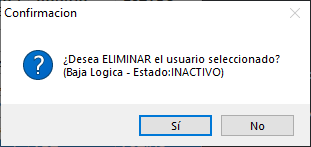 Confirmacion
¿Desea ELIMINAR el usuario seleccionado?
(Baja Logica - Estado:INACTIVO)
Sí
No